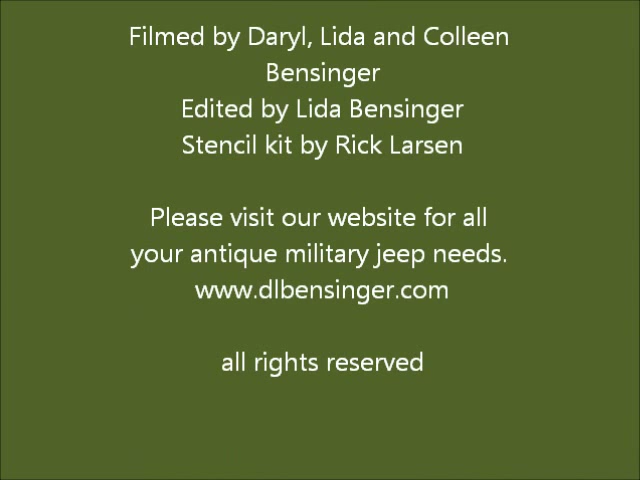 Filmed by Daryl, Lida and Colleen
Bensinger
Edited by Lida Bensinger
Stencil kit by Rick Larsen
Please visit our website for all
your antique military jeep needs.
www.dlbensinger.com
all rights reserved